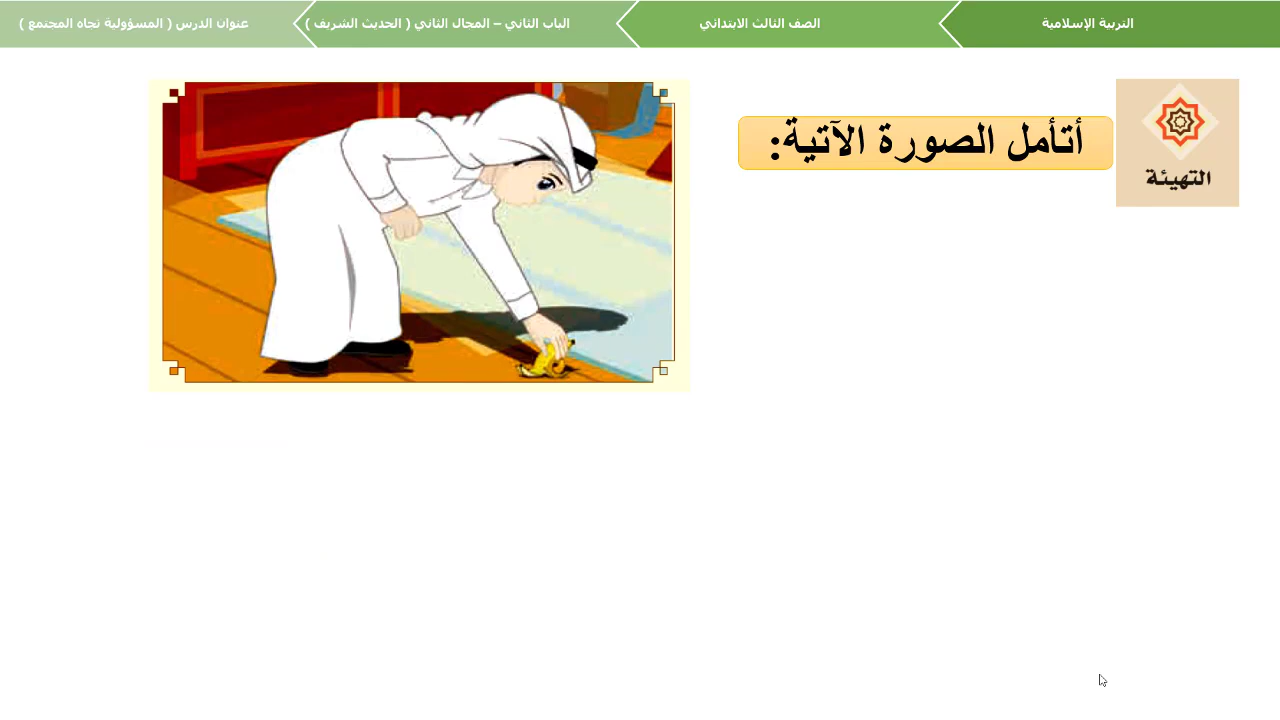 التربية الإسلامية
الصف الثالث الابتدائي
الباب الثاني – المجال الثاني ( الحديث الشريف )
عنوان الدرس ( المسؤولية تجاه المجتمع )
التهيئة
أتأمل الصورة الآتية: